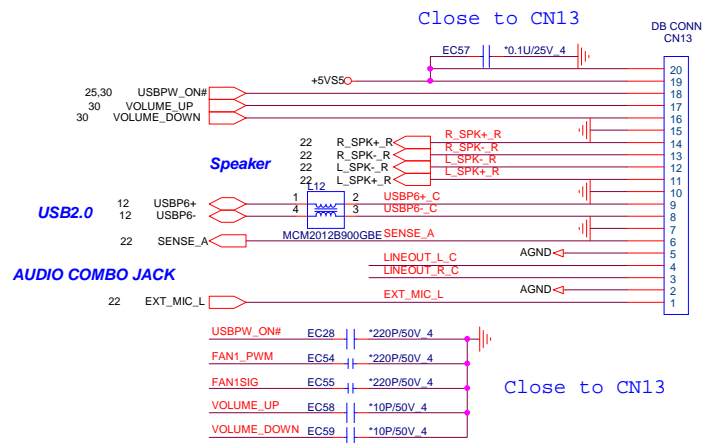 Close to CN13
DB CONN
CN13
EC57 *0.1U/25V_4
+5VS5
20
19
25,30 USBPW_ON# 18
30 VOLUME_UP 17
30 VOLUME_DOWN 16
15
22 R_SPK+_R R_SPK+_R 14
Speaker 22 R_SPK-_R R_SPK-_R 13
22 L_SPK-_R L_SPK-_R 12
22 L_SPK+_R L_SPK+_R 11
L12 10
12 USBP6+ 1 2 USBP6+_C 9
USB2.0 12 USBP6- 4 3 USBP6-_C 8
7
22 SENSE_A MCM2012B900GBE SENSE_A 6
AGND 5
AUDIO COMBO JACK LINEOUT_L_C 4
LINEOUT_R_C 3
AGND 2
22 EXT_MIC_L EXT_MIC_L 1
USBPW_ON# EC28 *220P/50V_4
FAN1_PWM EC54 *220P/50V_4
FAN1SIG EC55 *220P/50V_4
Close to CN13
VOLUME_UP EC58 *10P/50V_4
VOLUME_DOWN EC59 *10P/50V_4